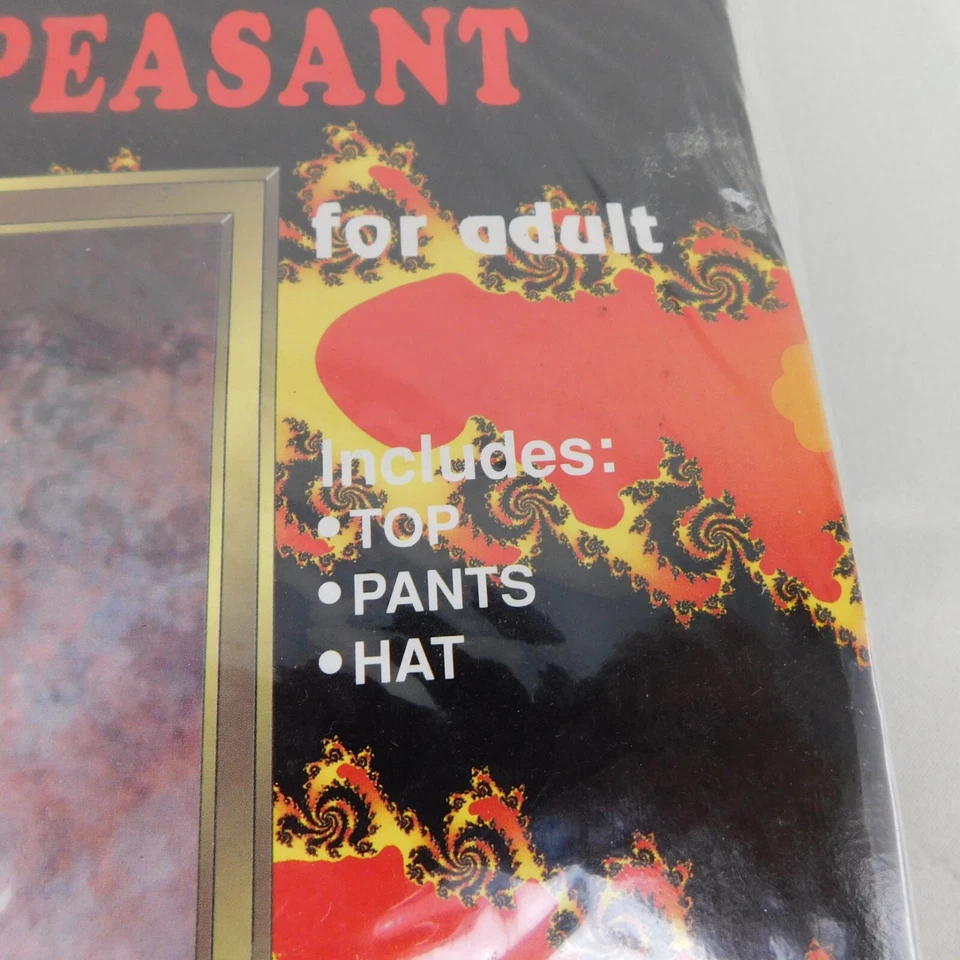 PEASANT
for adult
Includes:
• TOP
• PANTS
• HAT